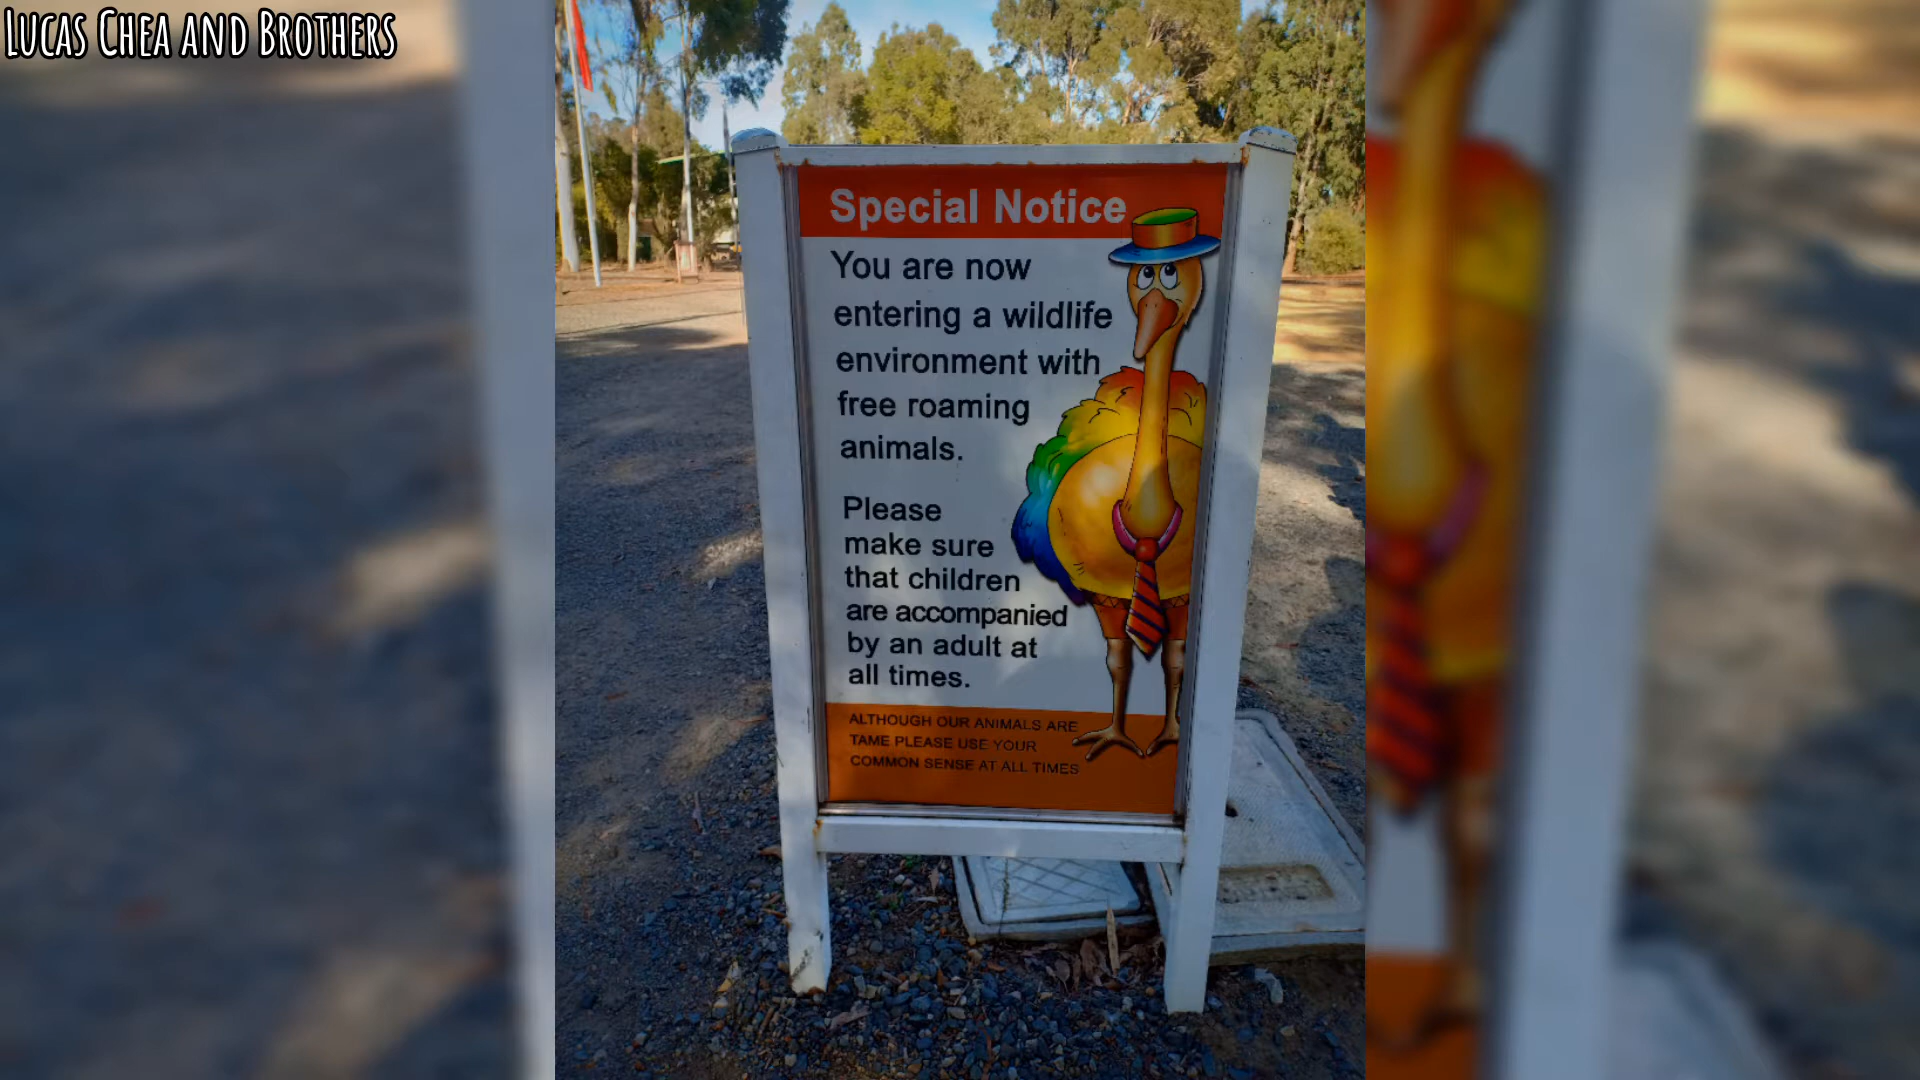 Lucas Chea and Brothers
Special Notice
You are now
entering a wildlife
environment with
free roaming
animals.
Please
make sure
that children
are accompanied
by an adult at
all times.
ALTHOUGH OUR ANIMALS ARE
TAME PLEASE USE YOUR
COMMON SENSE AT ALL TIMES